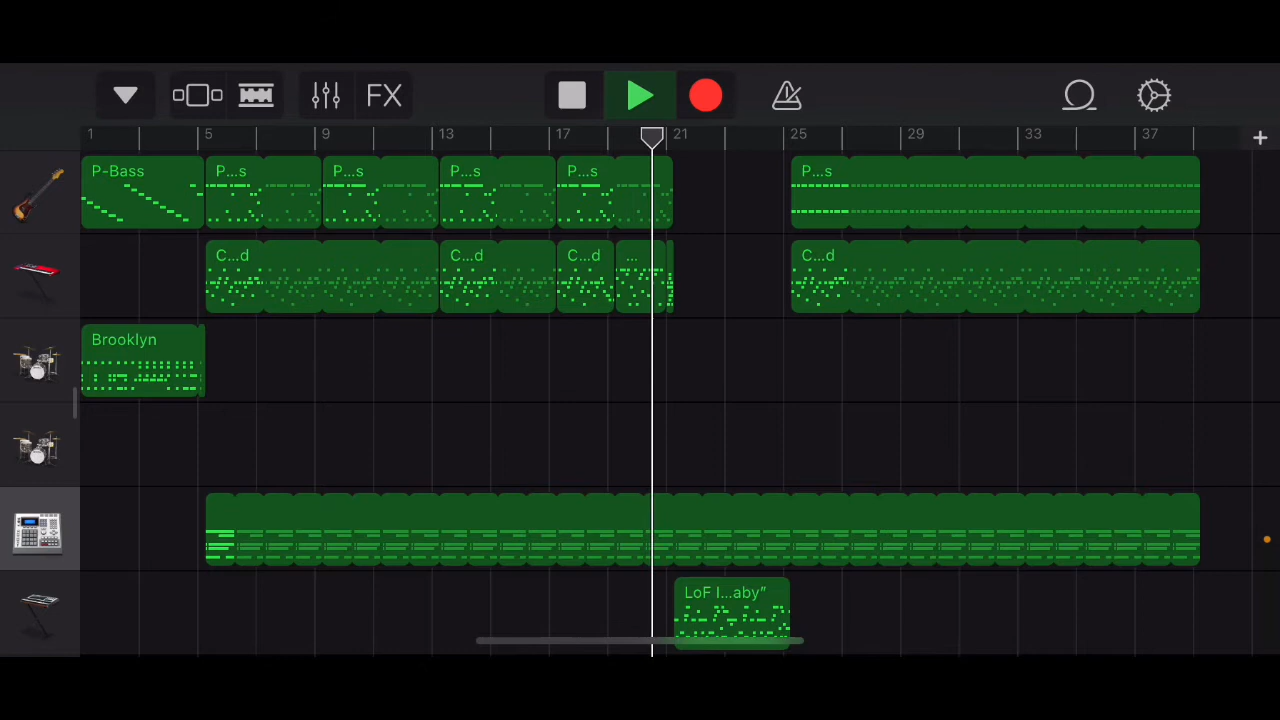 FX
1 5 9 13 17 21 25 29 33 37 +
P-Bass P...s P...s P...s P...s P...s
C...d C...d C...d ... C...d
Brooklyn
LoF I...aby”